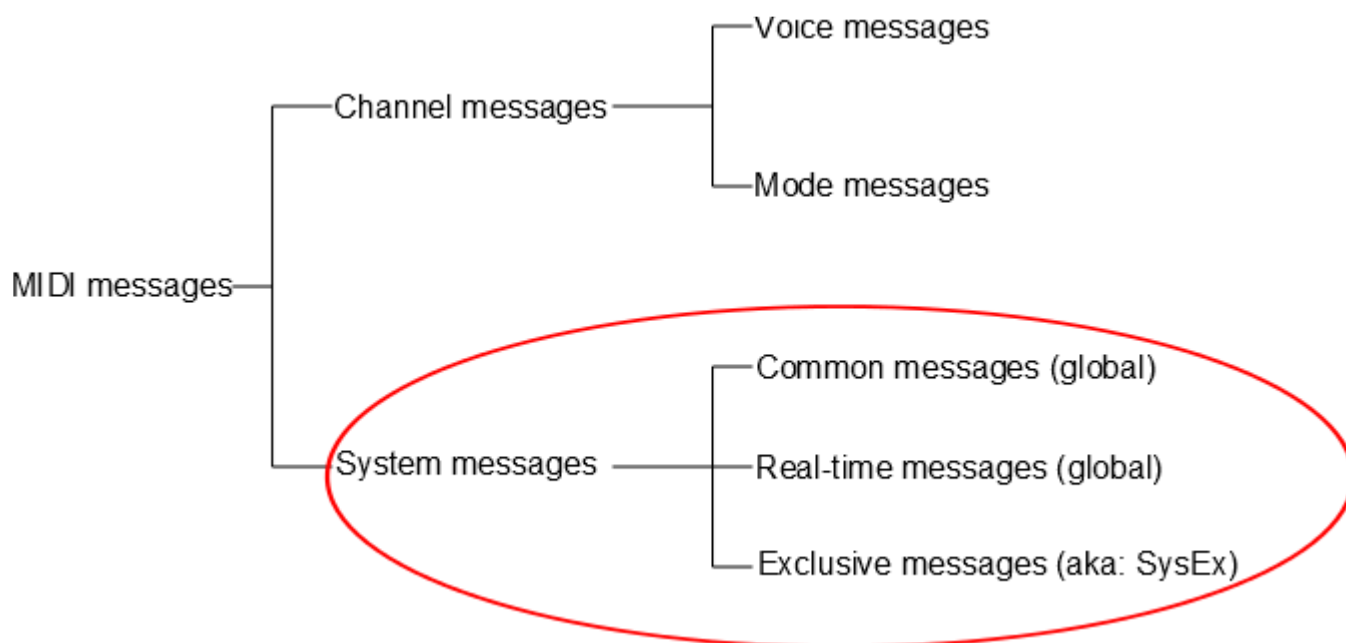 Voice messages
Channel messages
Mode messages
MIDI messages
Common messages (global)
System messages
Real-time messages (global)
Exclusive messages (aka: SysEx)